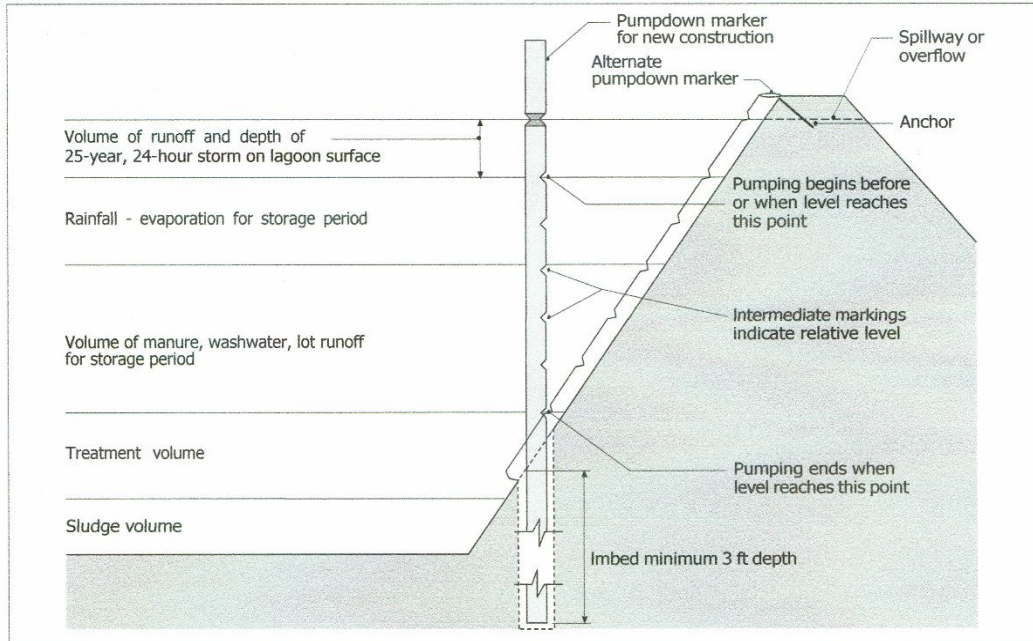 Pumpdown marker
for new construction
Spillway or
overflow
Alternate
pumpdown marker
Anchor
Volume of runoff and depth of
25-year, 24-hour storm on lagoon surface
Pumping begins before
or when level reaches
this point
Rainfall - evaporation for storage period
Intermediate markings
indicate relative level
Volume of manure, washwater, lot runoff
for storage period
Treatment volume
Pumping ends when
level reaches this point
Sludge volume
Imbed minimum 3 ft depth